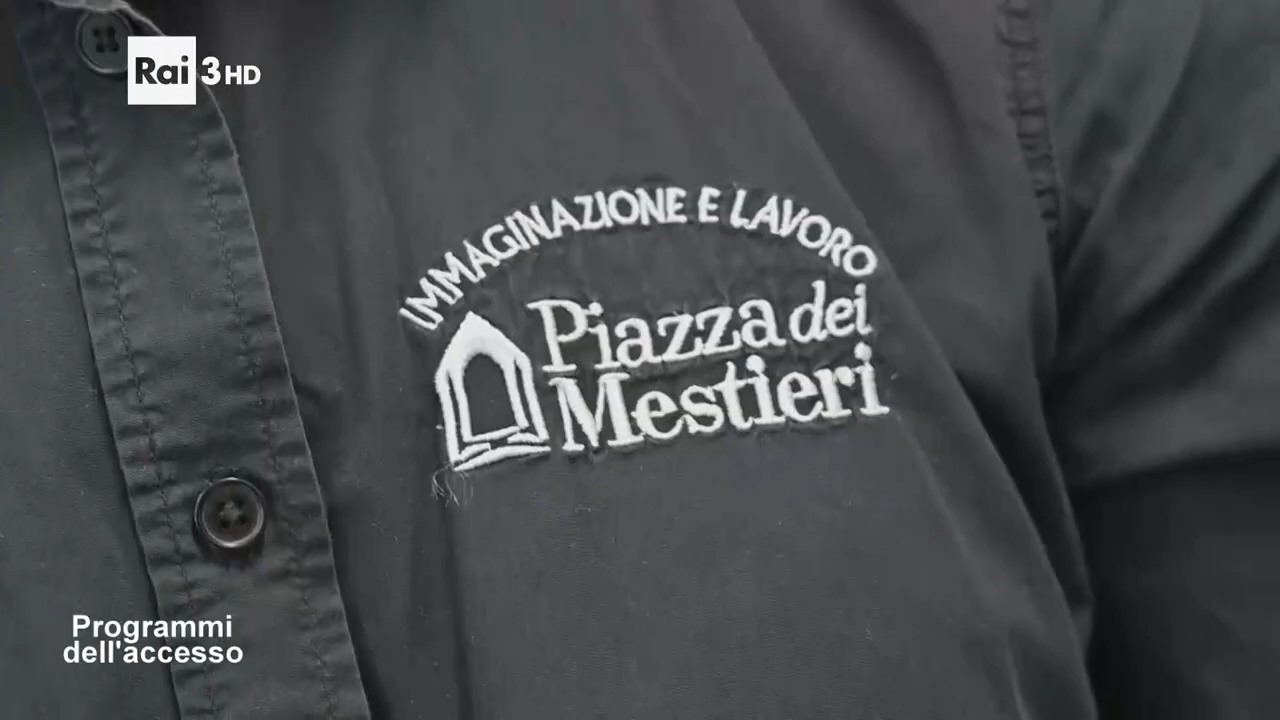 Rai 3HD
IMMAGINAZIONE E LAVORO
Piazza dei
Mestieri
Programmi
dell'accesso